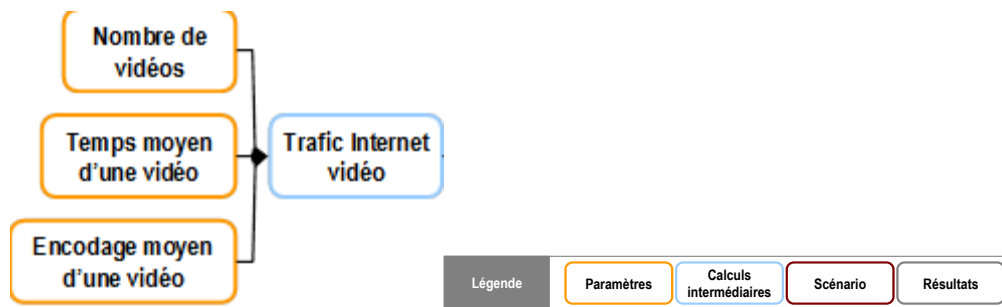 Nombre de
vidéos
Temps moyen
d'une vidéo
Trafic Internet
vidéo
Encodage moyen
d'une vidéo
Légende
Paramètres
Calculs
intermédiaires
Scénario
Résultats